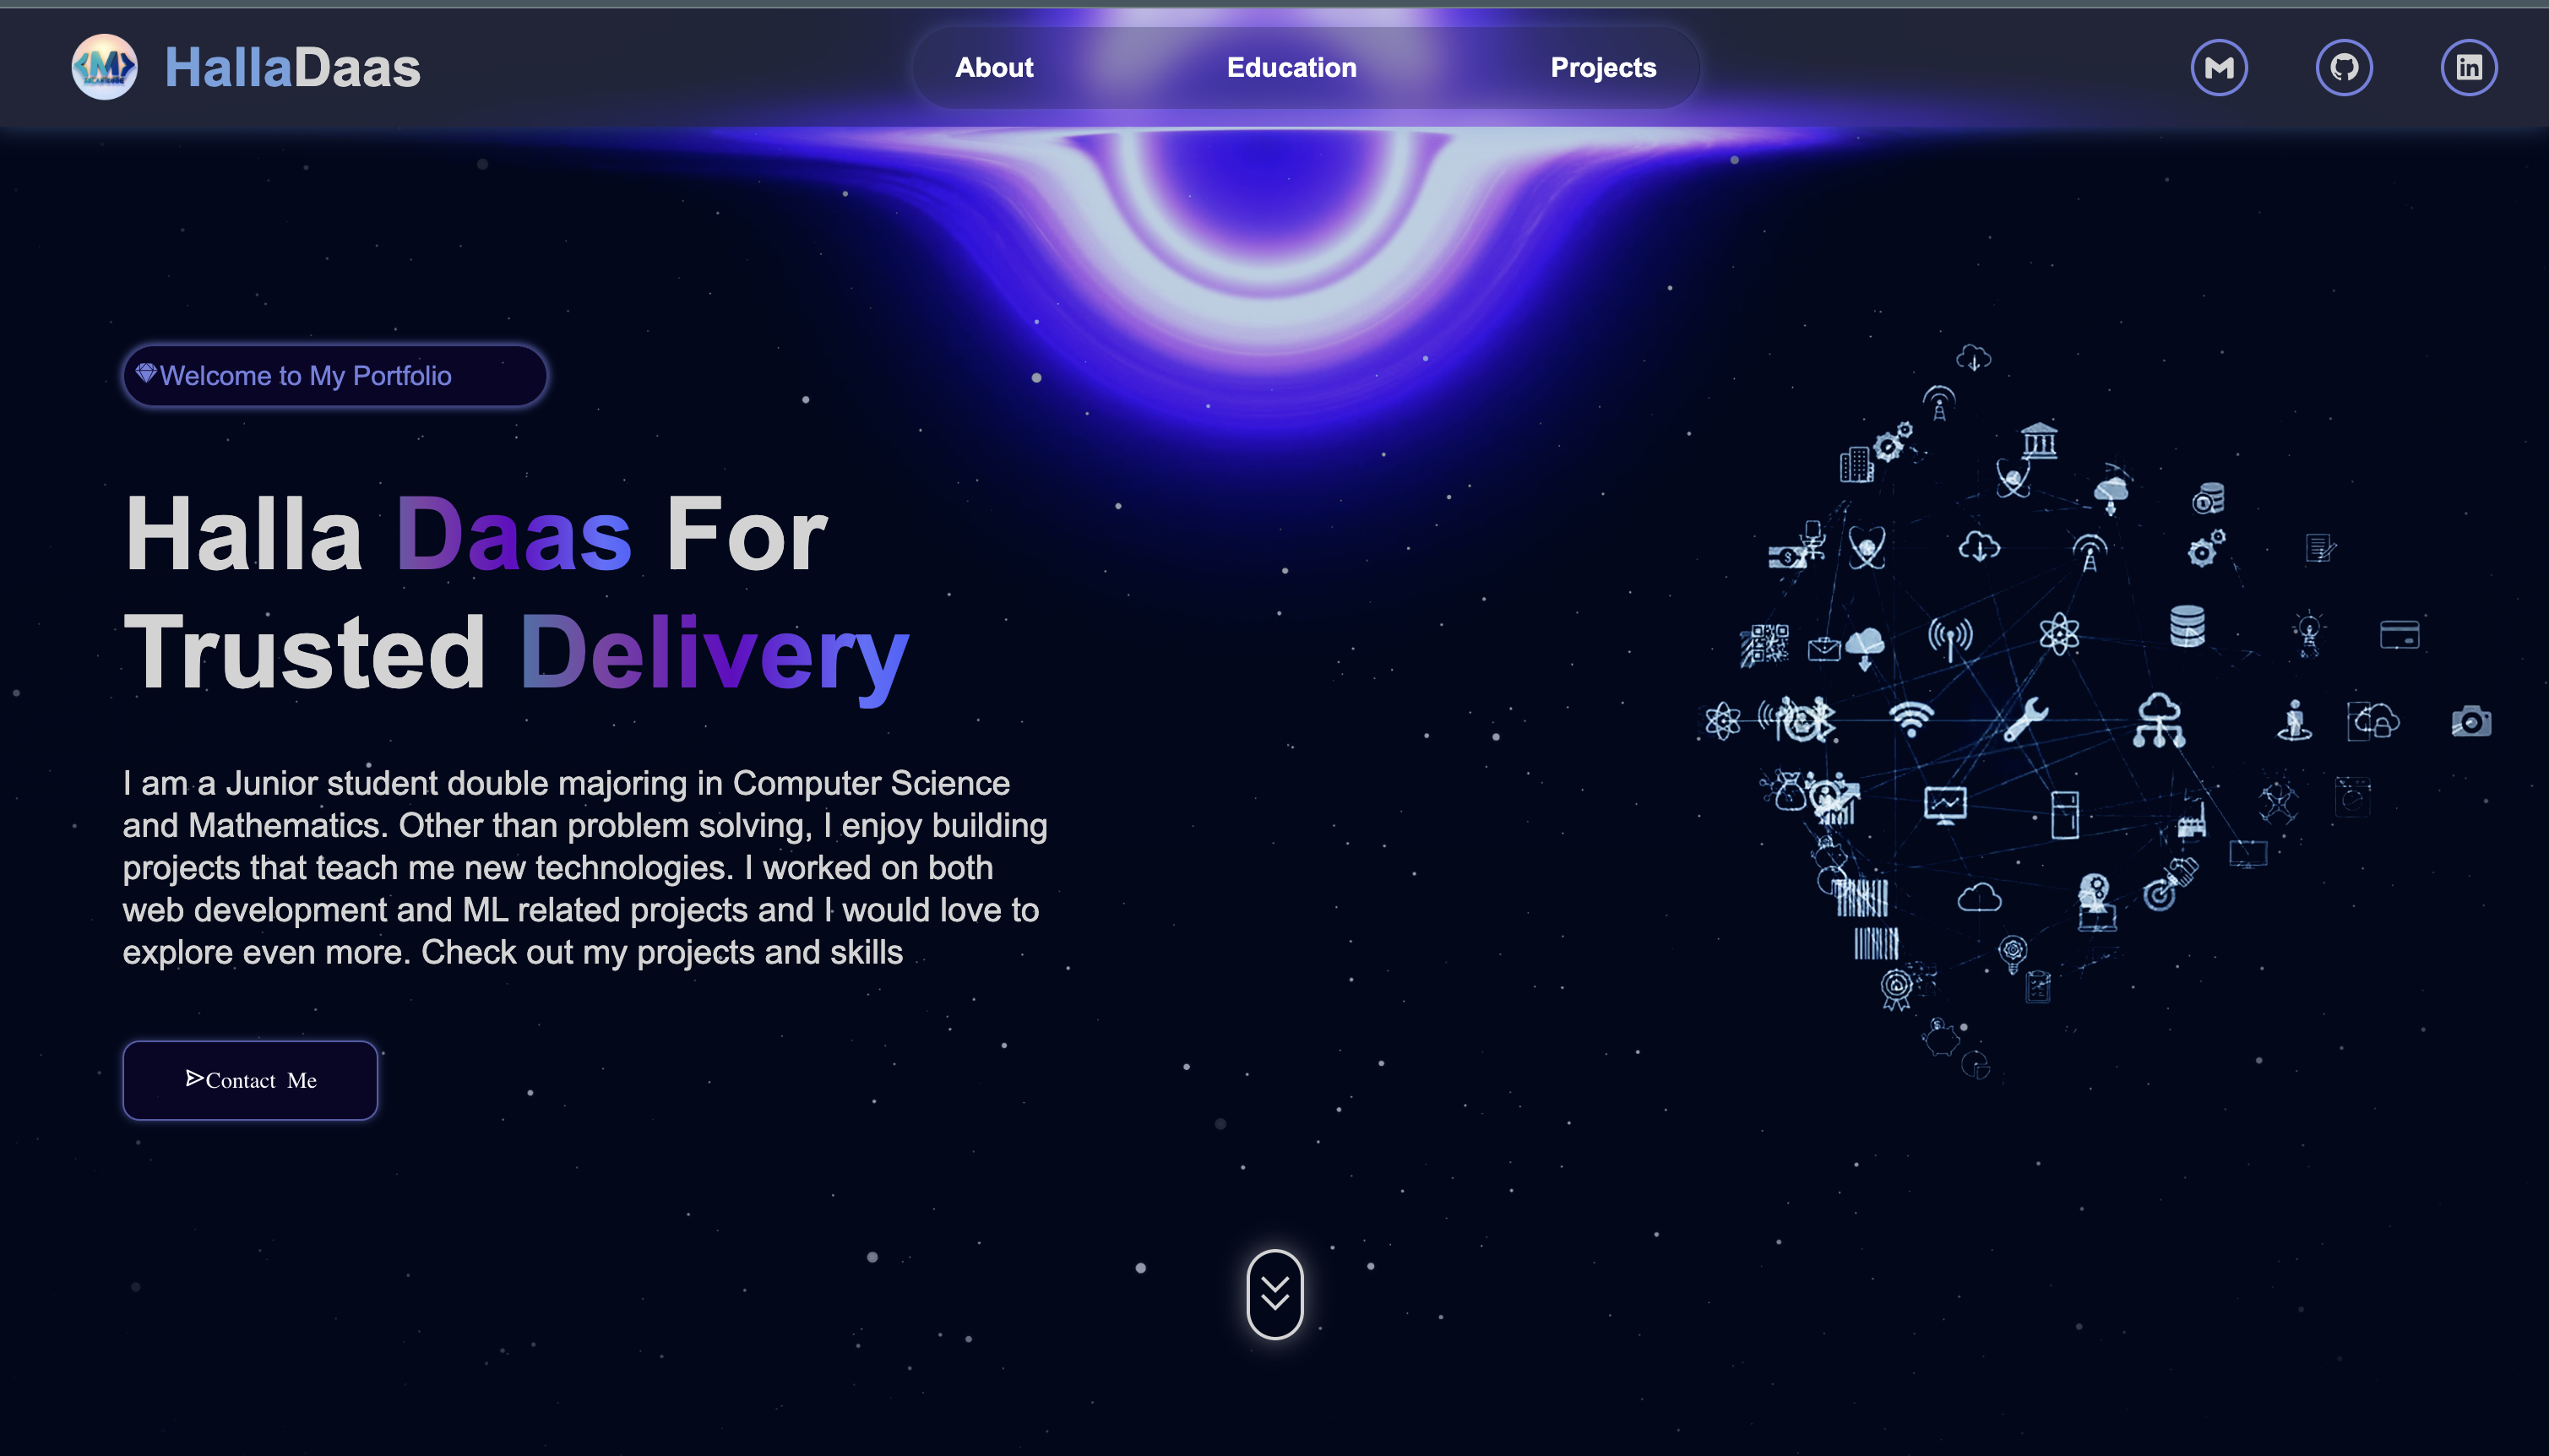 HallaDaas
About
Education
Projects
Welcome to My Portfolio
Halla Daas For
Trusted Delivery
I am a Junior student double majoring in Computer Science
and Mathematics. Other than problem solving, I enjoy building
projects that teach me new technologies. I worked on both
web development and ML related projects and I would love to
explore even more. Check out my projects and skills
Contact Me